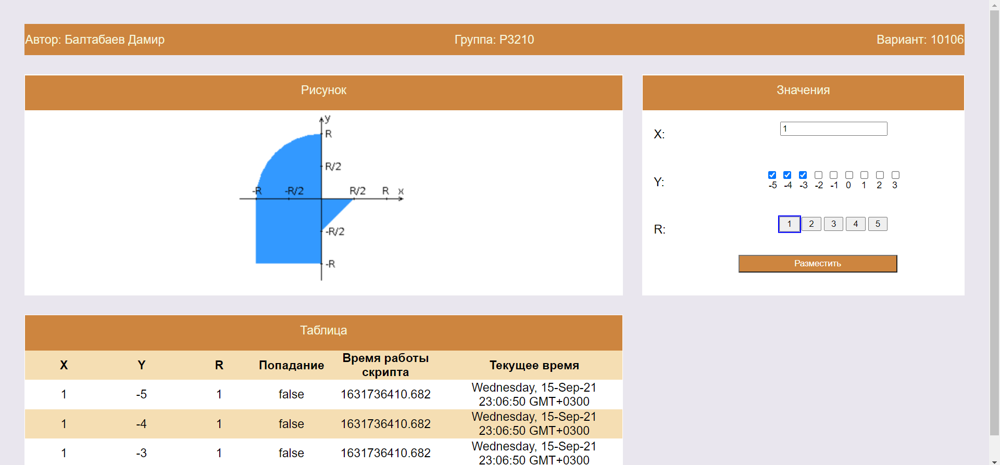 Автор: Балтабаев Дамир Группа: P3210 Вариант: 10106
Рисунок
y
R
R/2
-R -R/2 R/2 R x
-R/2
-R
Значения
X: 1
Y:
-5 -4 -3 -2 -1 0 1 2 3
R: 1 2 3 4 5
Разместить
Таблица
X Y R Попадание Время работы скрипта Текущее время
1 -5 1 false 1631736410.682 Wednesday, 15-Sep-21 23:06:50 GMT+0300
1 -4 1 false 1631736410.682 Wednesday, 15-Sep-21 23:06:50 GMT+0300
1 -3 1 false 1631736410.682 Wednesday, 15-Sep-21 23:06:50 GMT+0300